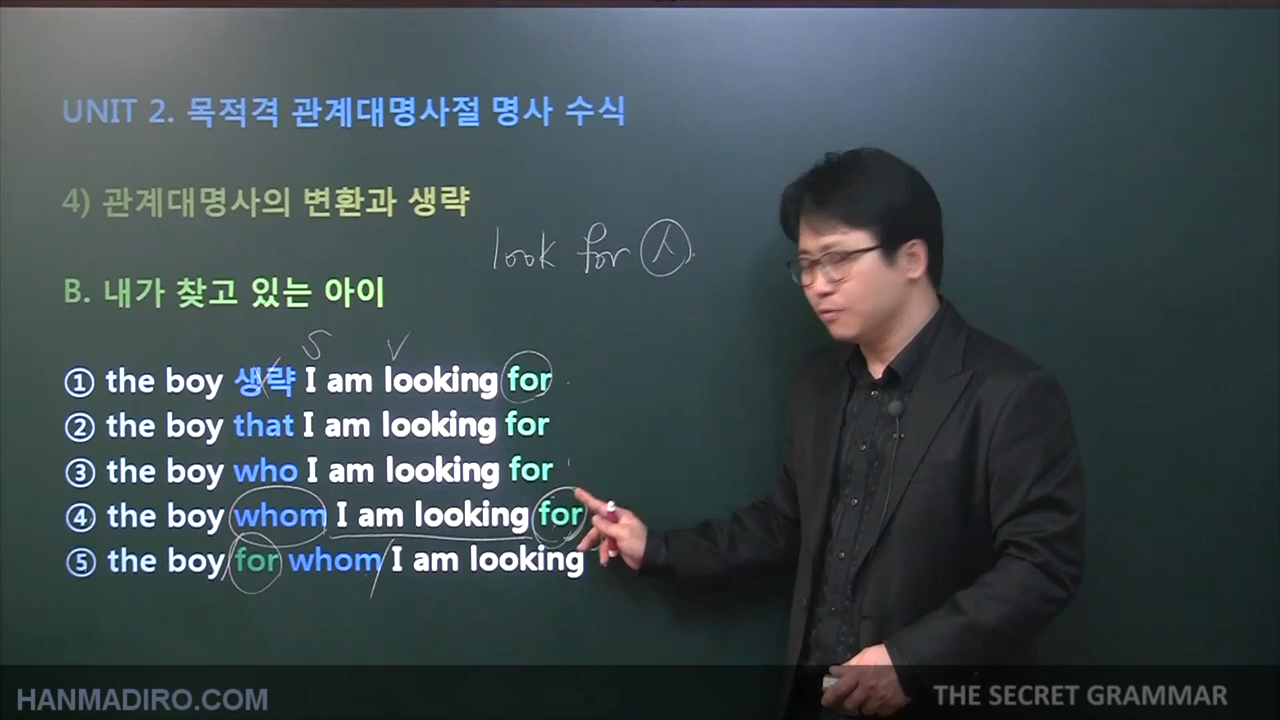 UNIT 2. 목적격 관계대명사절 명사 수식
4) 관계대명사의 변환과 생략
look for 人
B. 내가 찾고 있는 아이
S V
① the boy 생략 I am looking for
② the boy that I am looking for
③ the boy who I am looking for
④ the boy whom I am looking for
⑤ the boy for whom I am looking
HANMADIRO.COM
THE SECRET GRAMMAR